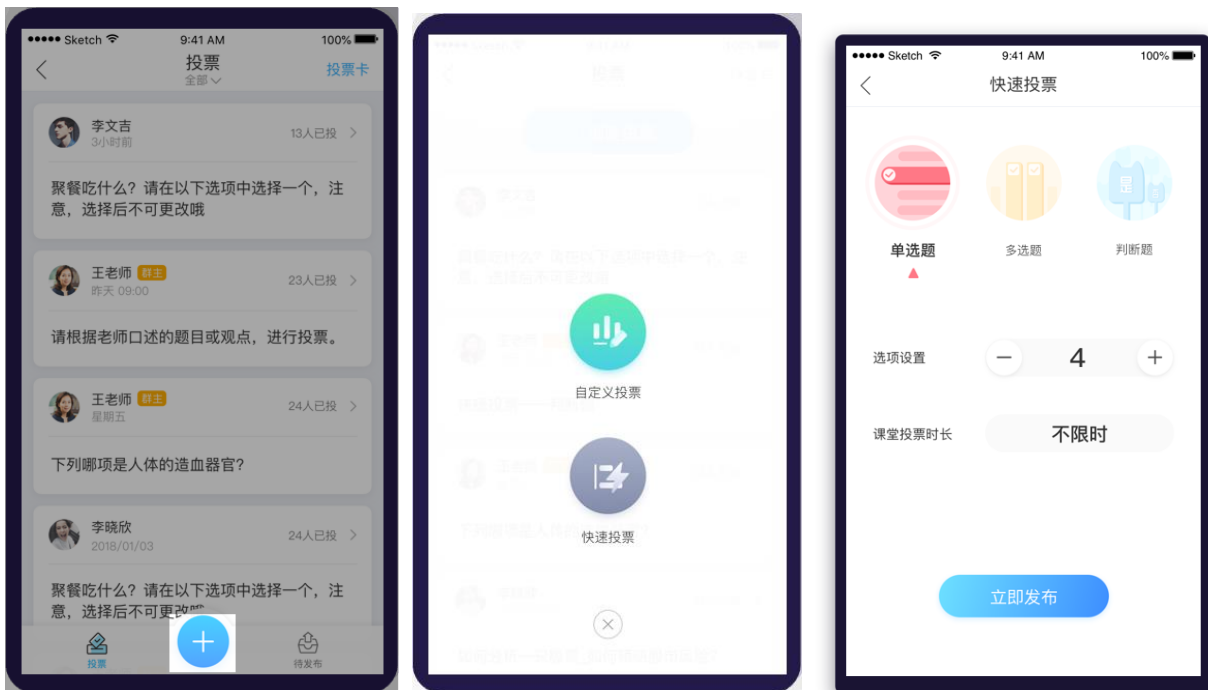 Sketch 9:41 AM 100%
投票
全部
投票卡
李文吉
3小时前
13人已投
聚餐吃什么？请在以下选项中选择一个，注
意，选择后不可更改哦
王老师 群主
昨天 09:00
23人已投
请根据老师口述的题目或观点，进行投票。
王老师 群主
星期五
24人已投
下列哪项是人体的造血器官？
李晓欣
2018/01/03
24人已投
聚餐吃什么？请在以下选项中选择一个，注
意，选择后不可更改哦
投票
待发布
自定义投票
快速投票
Sketch 9:41 AM 100%
快速投票
是
单选题
多选题
判断题
选项设置
4
课堂投票时长
不限时
立即发布